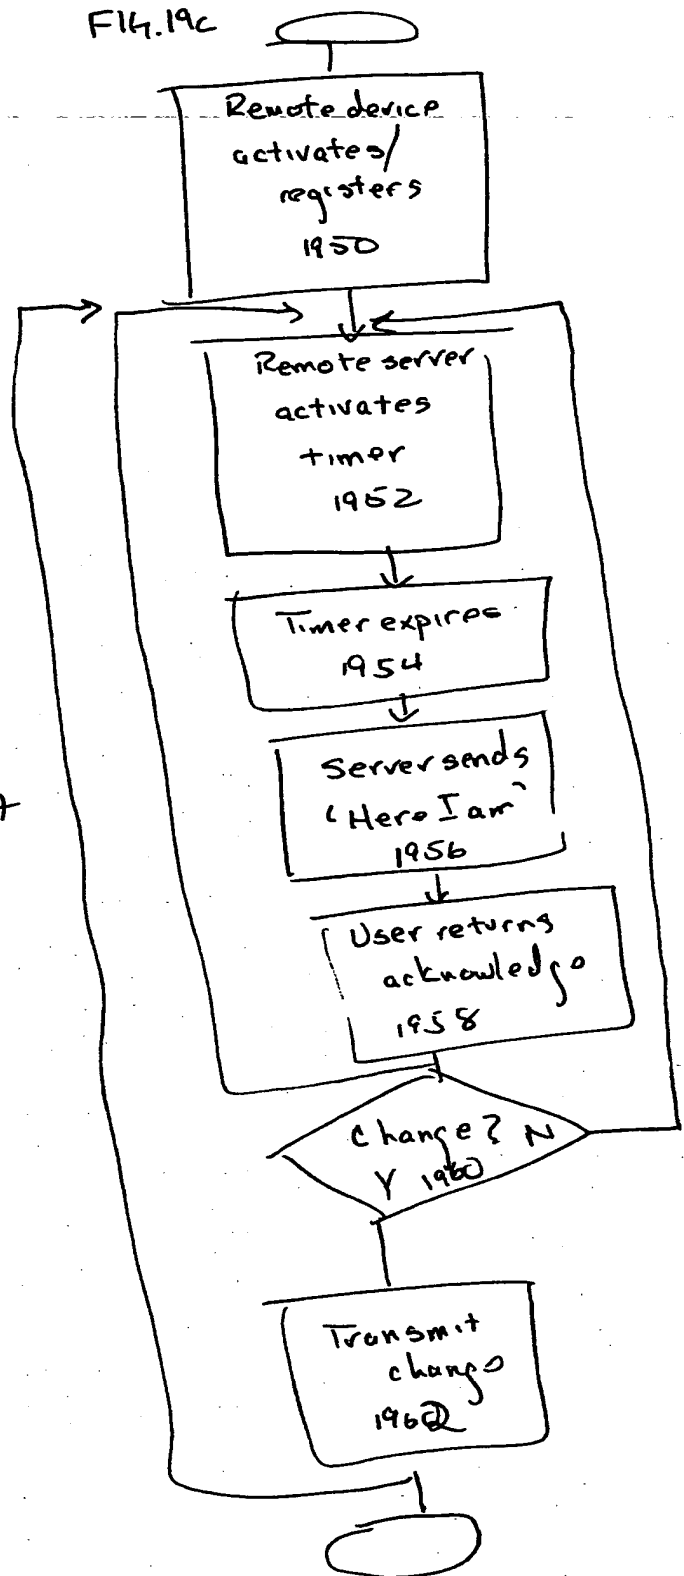 FIG.19c
Remote device
activates/
registers
1950
Remote server
activates
timer
1952
Timer expires
1954
Server sends
'Here I am'
1956
User returns
acknowledge
1958
Change? N
Y 1960
Transmit
change
1962